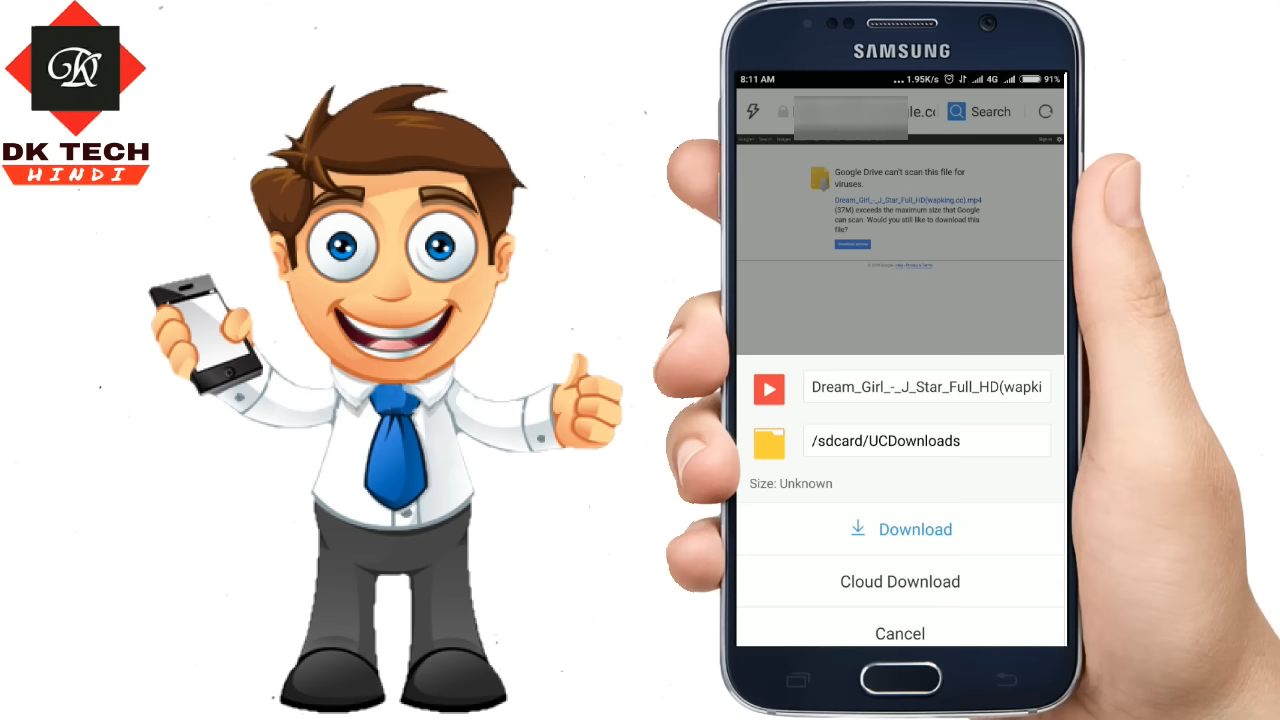 DK TECH
HINDI
SAMSUNG
8:11 AM
... 1.95K/s 4G 91%
le.cc Search
Google Drive can't scan this file for
viruses.
Dream_Girl_-_J_Star_Full_HD(wapking.cc).mp4
(37M) exceeds the maximum size that Google
can scan. Would you still like to download this
file?
Dream_Girl_-_J_Star_Full_HD(wapki
/sdcard/UCDownloads
Size: Unknown
Download
Cloud Download
Cancel